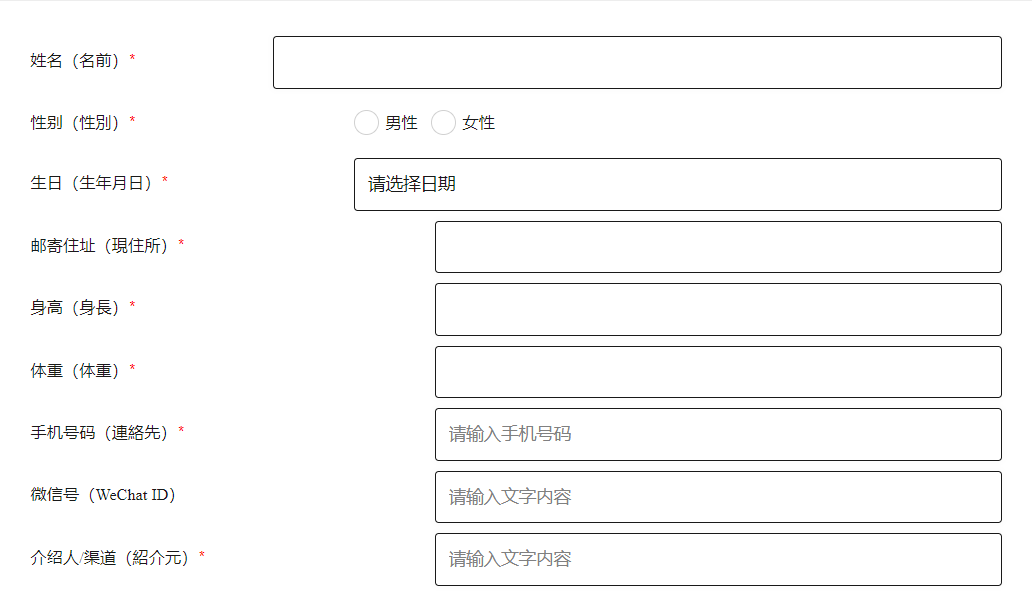 姓名（名前）*
性别（性別）* 男性 女性
生日（生年月日）* 请选择日期
邮寄住址（現住所）*
身高（身長）*
体重（体重）*
手机号码（連絡先）* 请输入手机号码
微信号（WeChat ID） 请输入文字内容
介绍人/渠道（紹介元）* 请输入文字内容